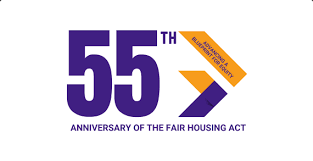 55TH
ADVANCING A
BLUEPRINT FOR EQUITY
ANNIVERSARY OF THE FAIR HOUSING ACT